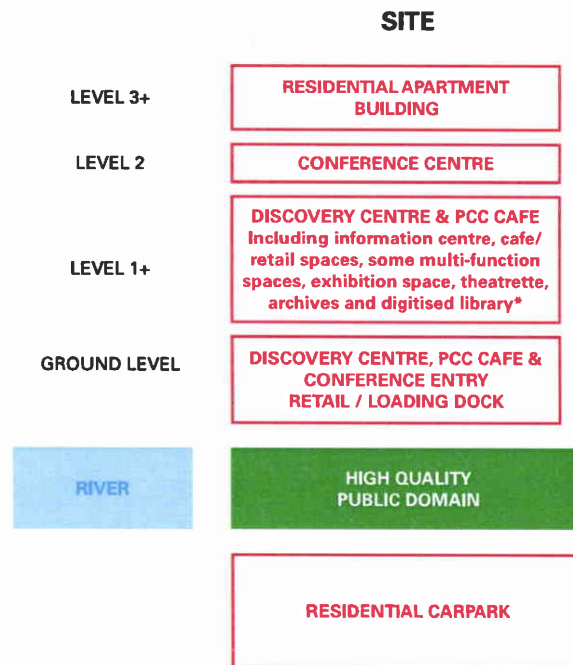 SITE
LEVEL 3+
RESIDENTIAL APARTMENT
BUILDING
LEVEL 2
CONFERENCE CENTRE
LEVEL 1+
DISCOVERY CENTRE & PCC CAFE
Including information centre, cafe/
retail spaces, some multi-function
spaces, exhibition space, theatrette,
archives and digitised library*
GROUND LEVEL
DISCOVERY CENTRE, PCC CAFE &
CONFERENCE ENTRY
RETAIL / LOADING DOCK
RIVER
HIGH QUALITY
PUBLIC DOMAIN
RESIDENTIAL CARPARK